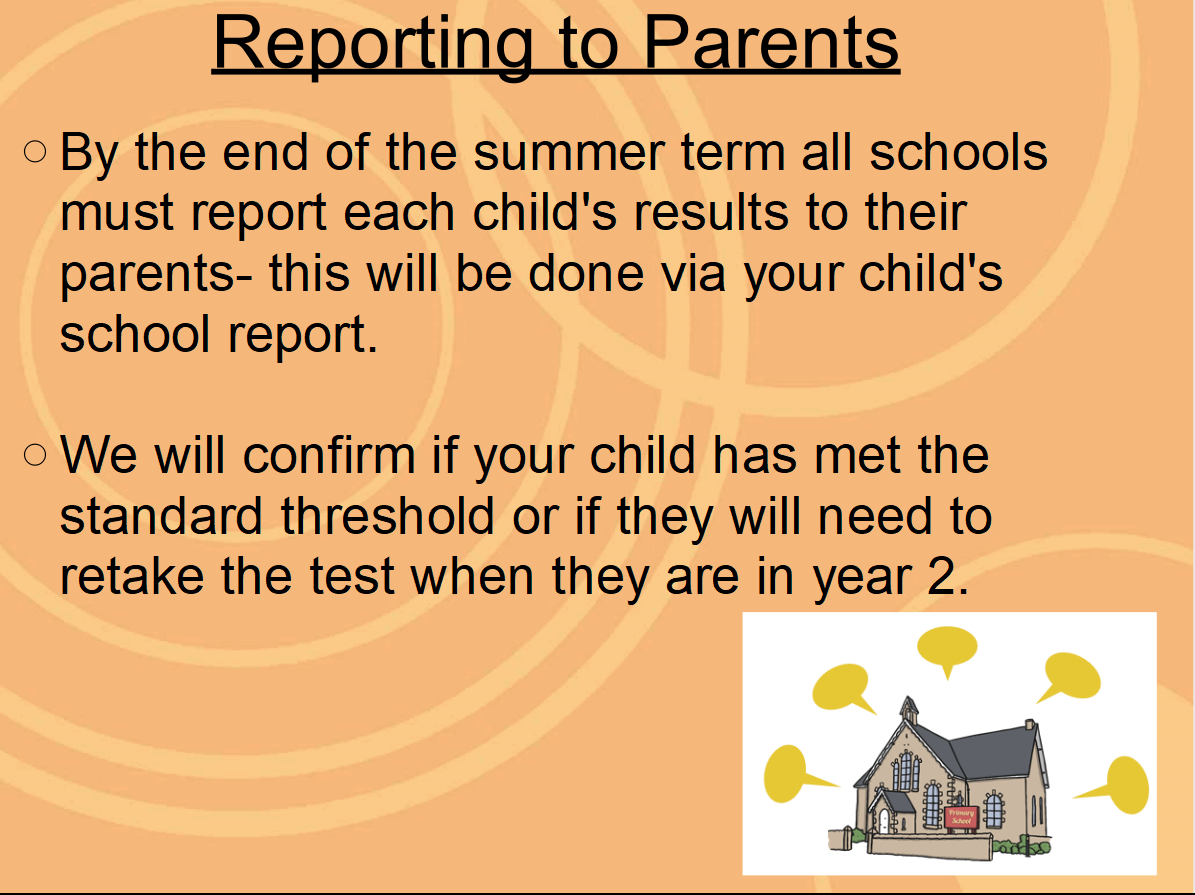 Reporting to Parents
By the end of the summer term all schools
must report each child's results to their
parents- this will be done via your child's
school report.
We will confirm if your child has met the
standard threshold or if they will need to
retake the test when they are in year 2.
Primary
School